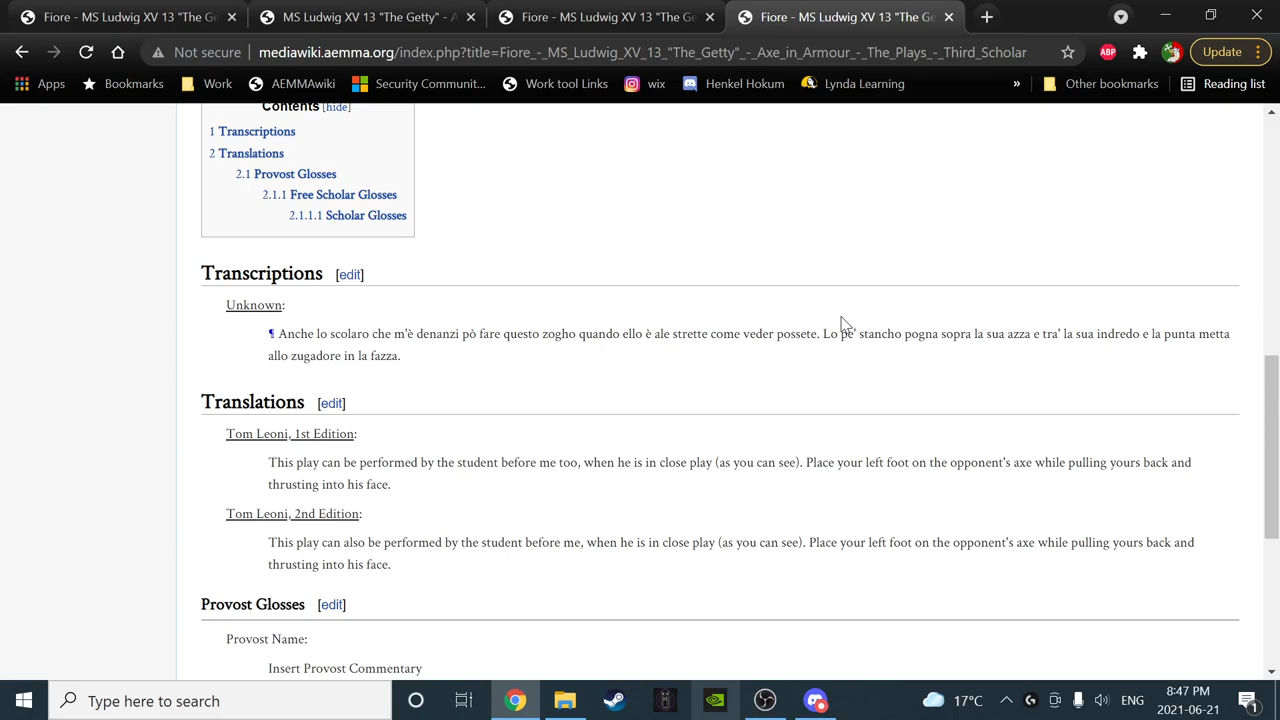 Fiore - MS Ludwig XV 13 "The Ge
MS Ludwig XV 13 "The Getty" - A
Fiore - MS Ludwig XV 13 "The Ge
Fiore - MS Ludwig XV 13 "The Ge
Not secure
mediawiki.aemma.org/index.php?title=Fiore_-_MS_Ludwig_XV_13_"The_Getty"_-_Axe_in_Armour_-_The_Plays_-_Third_Scholar
ABP
Update
Apps
Bookmarks
Work
AEMMAwiki
Security Communit...
Work tool Links
wix
Henkel Hokum
Lynda Learning
»
Other bookmarks
Reading list
Contents [hide]
1 Transcriptions
2 Translations
2.1 Provost Glosses
2.1.1 Free Scholar Glosses
2.1.1.1 Scholar Glosses
Transcriptions [edit]
Unknown:
¶ Anche lo scolaro che m'è denanzi pò fare questo zogho quando ello è ale strette come veder possete. Lo pe' stancho pogna sopra la sua azza e tra' la sua indredo e la punta metta
allo zugadore in la fazza.
Translations [edit]
Tom Leoni, 1st Edition:
This play can be performed by the student before me too, when he is in close play (as you can see). Place your left foot on the opponent's axe while pulling yours back and
thrusting into his face.
Tom Leoni, 2nd Edition:
This play can also be performed by the student before me, when he is in close play (as you can see). Place your left foot on the opponent's axe while pulling yours back and
thrusting into his face.
Provost Glosses [edit]
Provost Name:
Insert Provost Commentary
Type here to search
17°C
ENG
8:47 PM
2021-06-21
1